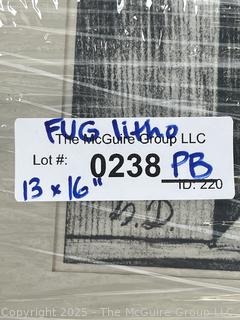 FUG litho
The McGuire Group LLC
Lot #: 0238 PB
13 x 16"
ID: 220
D.D.
Copyright 2025 - The McGuire Group LLC